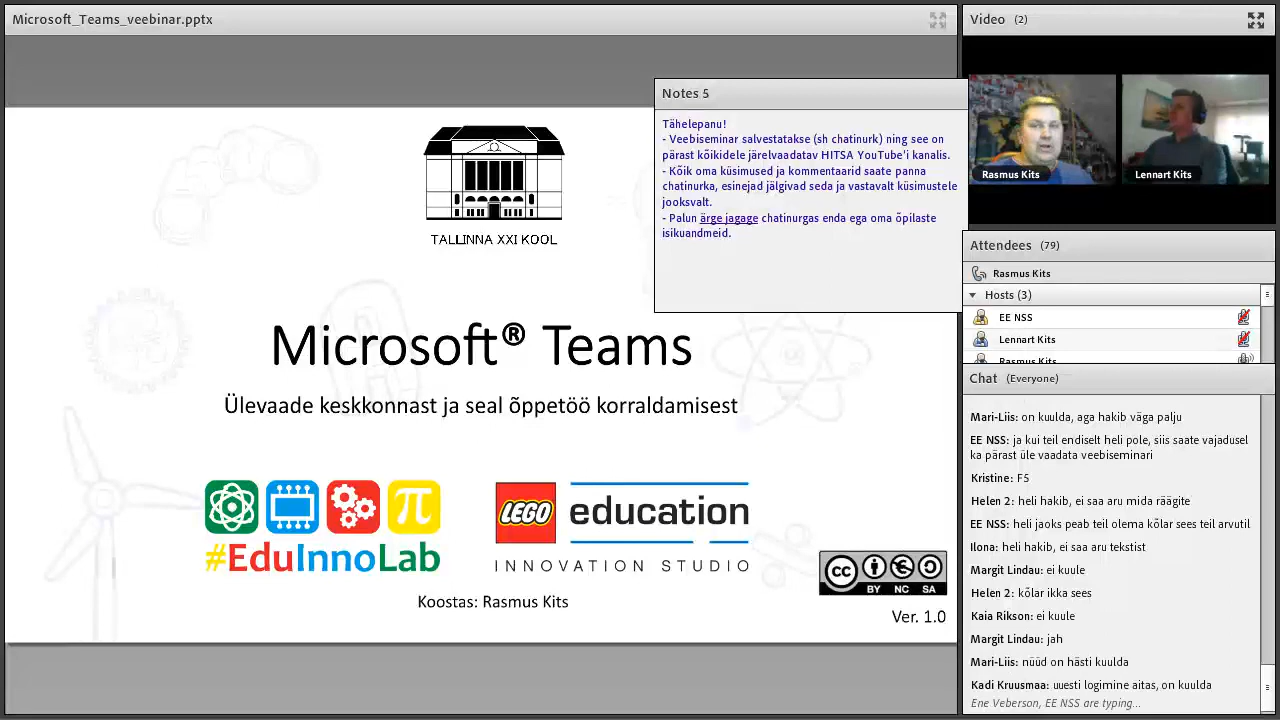 Microsoft_Teams_veebinar.pptx
TALLINNA XXI KOOL
Microsoft® Teams
Ülevaade keskkonnast ja seal õppetöö korraldamisest
π
#EduInnoLab
LEGO education
INNOVATION STUDIO
cc BY NC SA
Koostas: Rasmus Kits
Ver. 1.0
Notes 5
Tähelepanu!
- Veebiseminar salvestatakse (sh chatinurk) ning see on
pärast kõikidele järelvaadatav HITSA YouTube'i kanalis.
- Kõik oma küsimused ja kommentaarid saate panna
chatinurka, esinejad jälgivad seda ja vastavalt küsimustele
jooksvalt.
- Palun ärge jagage chatinurgas enda ega oma õpilaste
isikuandmeid.
Video (2)
Rasmus Kits
Lennart Kits
Attendees (79)
Rasmus Kits
Hosts (3)
EE NSS
Lennart Kits
Rasmus Kits
Chat (Everyone)
Mari-Liis: on kuulda, aga hakib väga palju
EE NSS: ja kui teil endiselt heli pole, siis saate vajadusel
ka pärast üle vaadata veebiseminari
Kristine: F5
Helen 2: heli hakib, ei saa aru mida räägite
EE NSS: heli jaoks peab teil olema kõlar sees teil arvutil
Ilona: heli hakib, ei saa aru tekstist
Margit Lindau: ei kuule
Helen 2: kõlar ikka sees
Kaia Rikson: ei kuule
Margit Lindau: jah
Mari-Liis: nüüd on hästi kuulda
Kadi Kruusmaa: uuesti logimine aitas, on kuulda
Ene Veberson, EE NSS are typing...